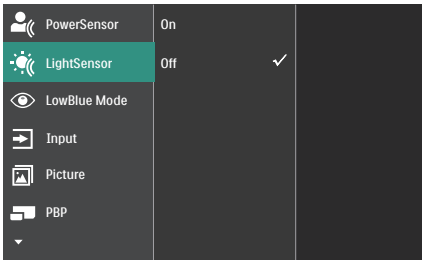 PowerSensor
On
LightSensor
Off
LowBlue Mode
Input
Picture
PBP